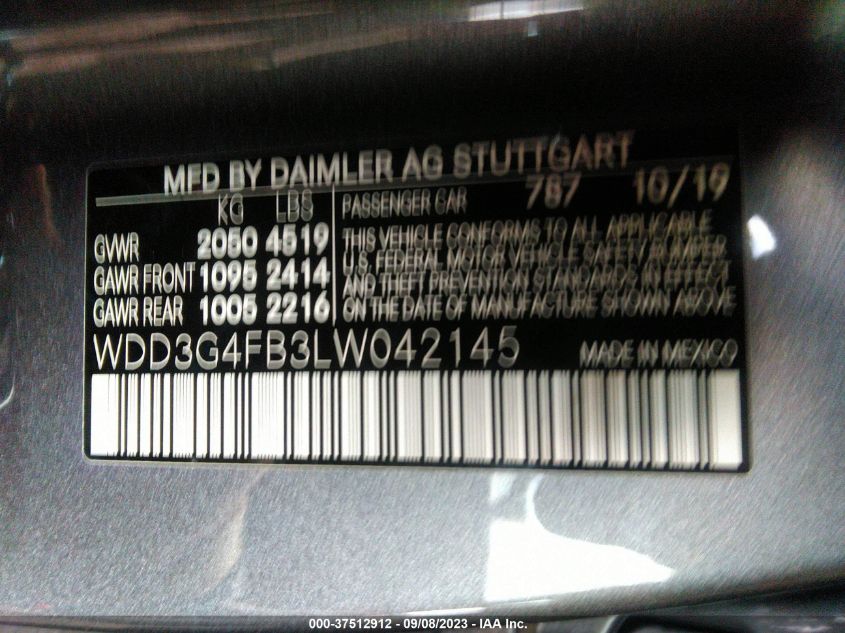 MFD BY DAIMLER AG STUTTGART
KG LBS
GVWR 2050 4519
GAWR FRONT 1095 2414
GAWR REAR 1005 2216
PASSENGER CAR 787 10/19
THIS VEHICLE CONFORMS TO ALL APPLICABLE
U.S. FEDERAL MOTOR VEHICLE SAFETY BUMPER,
AND THEFT PREVENTION STANDARDS IN EFFECT
ON THE DATE OF MANUFACTURE SHOWN ABOVE
WDD3G4FB3LW042145 MADE IN MEXICO
000-37512912 - 09/08/2023 - IAA Inc.